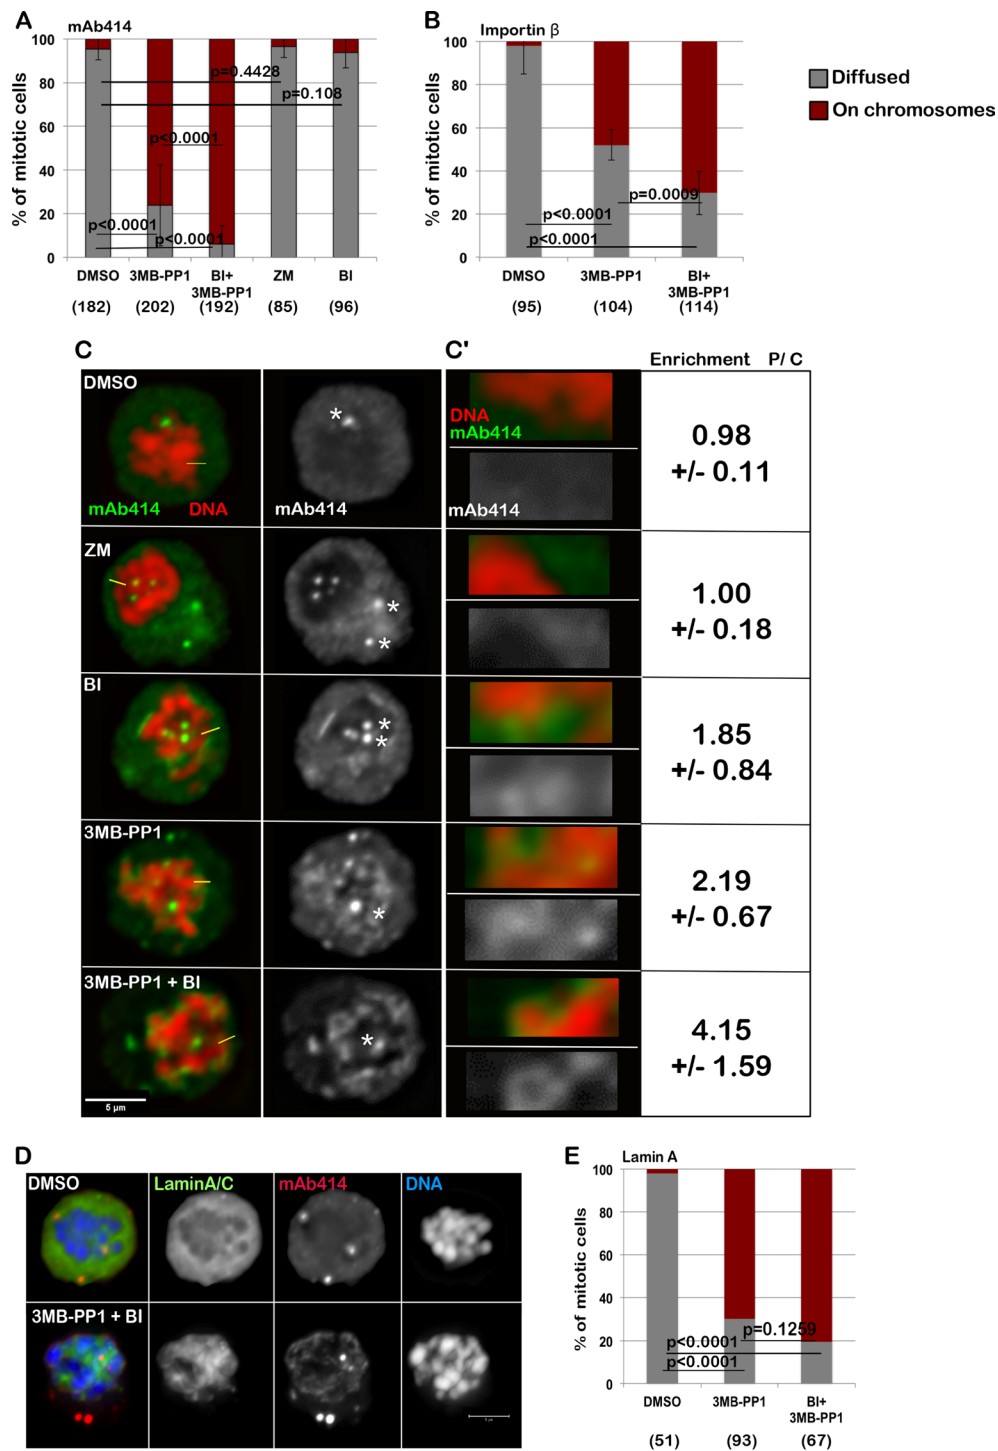 A
mAb414
100
80
60
40
20
0
% of mitotic cells
p=0.4428
p=0.108
p<0.0001
p<0.0001
p<0.0001
DMSO 3MB-PP1 BI+ 3MB-PP1 ZM BI
(182) (202) (192) (85) (96)
B
Importin β
100
80
60
40
20
0
% of mitotic cells
p=0.0009
p<0.0001
p<0.0001
DMSO 3MB-PP1 BI+ 3MB-PP1
(95) (104) (114)
Diffused
On chromosomes
C
C'
Enrichment P/ C
DMSO
*
mAb414 DNA
mAb414
DNA
mAb414
mAb414
0.98
+/- 0.11
ZM
*
*
1.00
+/- 0.18
BI
*
*
1.85
+/- 0.84
3MB-PP1
*
2.19
+/- 0.67
3MB-PP1 + BI
*
5 µm
4.15
+/- 1.59
D
DMSO LaminA/C mAb414 DNA
3MB-PP1 + BI
E
Lamin A
100
80
60
40
20
0
% of mitotic cells
p=0.1259
p<0.0001
p<0.0001
DMSO 3MB-PP1 BI+ 3MB-PP1
(51) (93) (67)